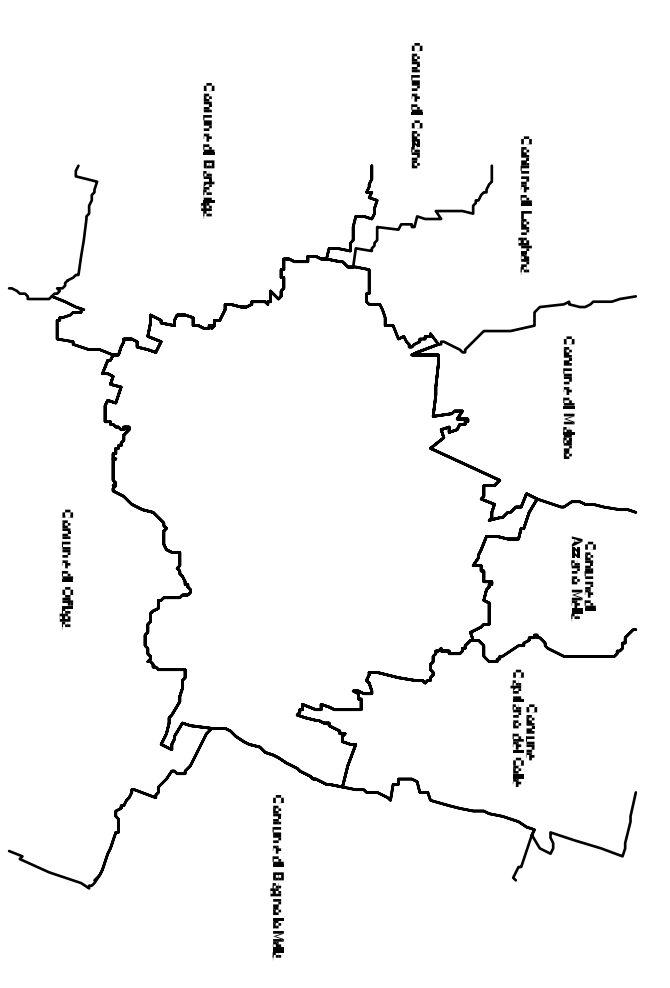 Comune di
Azzano Mella
Comune di Mairano
Comune
Capriano del Colle
Comune di Longhena
Comune di Corzano
Comune di Bagnolo Mella
Comune di Barbariga
Comune di Offlaga